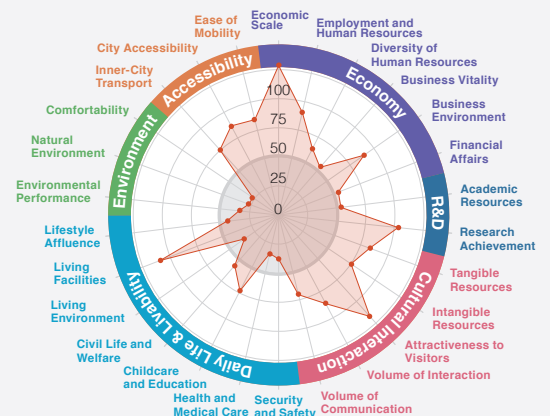 Economic
Scale
Employment and
Human Resources
Diversity of
Human Resources
Business Vitality
Business
Environment
Financial
Affairs
Academic
Resources
Research
Achievement
Tangible
Resources
Intangible
Resources
Attractiveness to
Visitors
Volume of Interaction
Volume of
Communication
Security
and Safety
Health and
Medical Care
Childcare
and Education
Civil Life and
Welfare
Living
Environment
Living
Facilities
Lifestyle
Affluence
Environmental
Performance
Natural
Environment
Comfortability
Inner-City
Transport
City Accessibility
Ease of
Mobility
Economy
R&D
Cultural Interaction
Daily Life & Livability
Environment
Accessibility
100
75
50
25
0